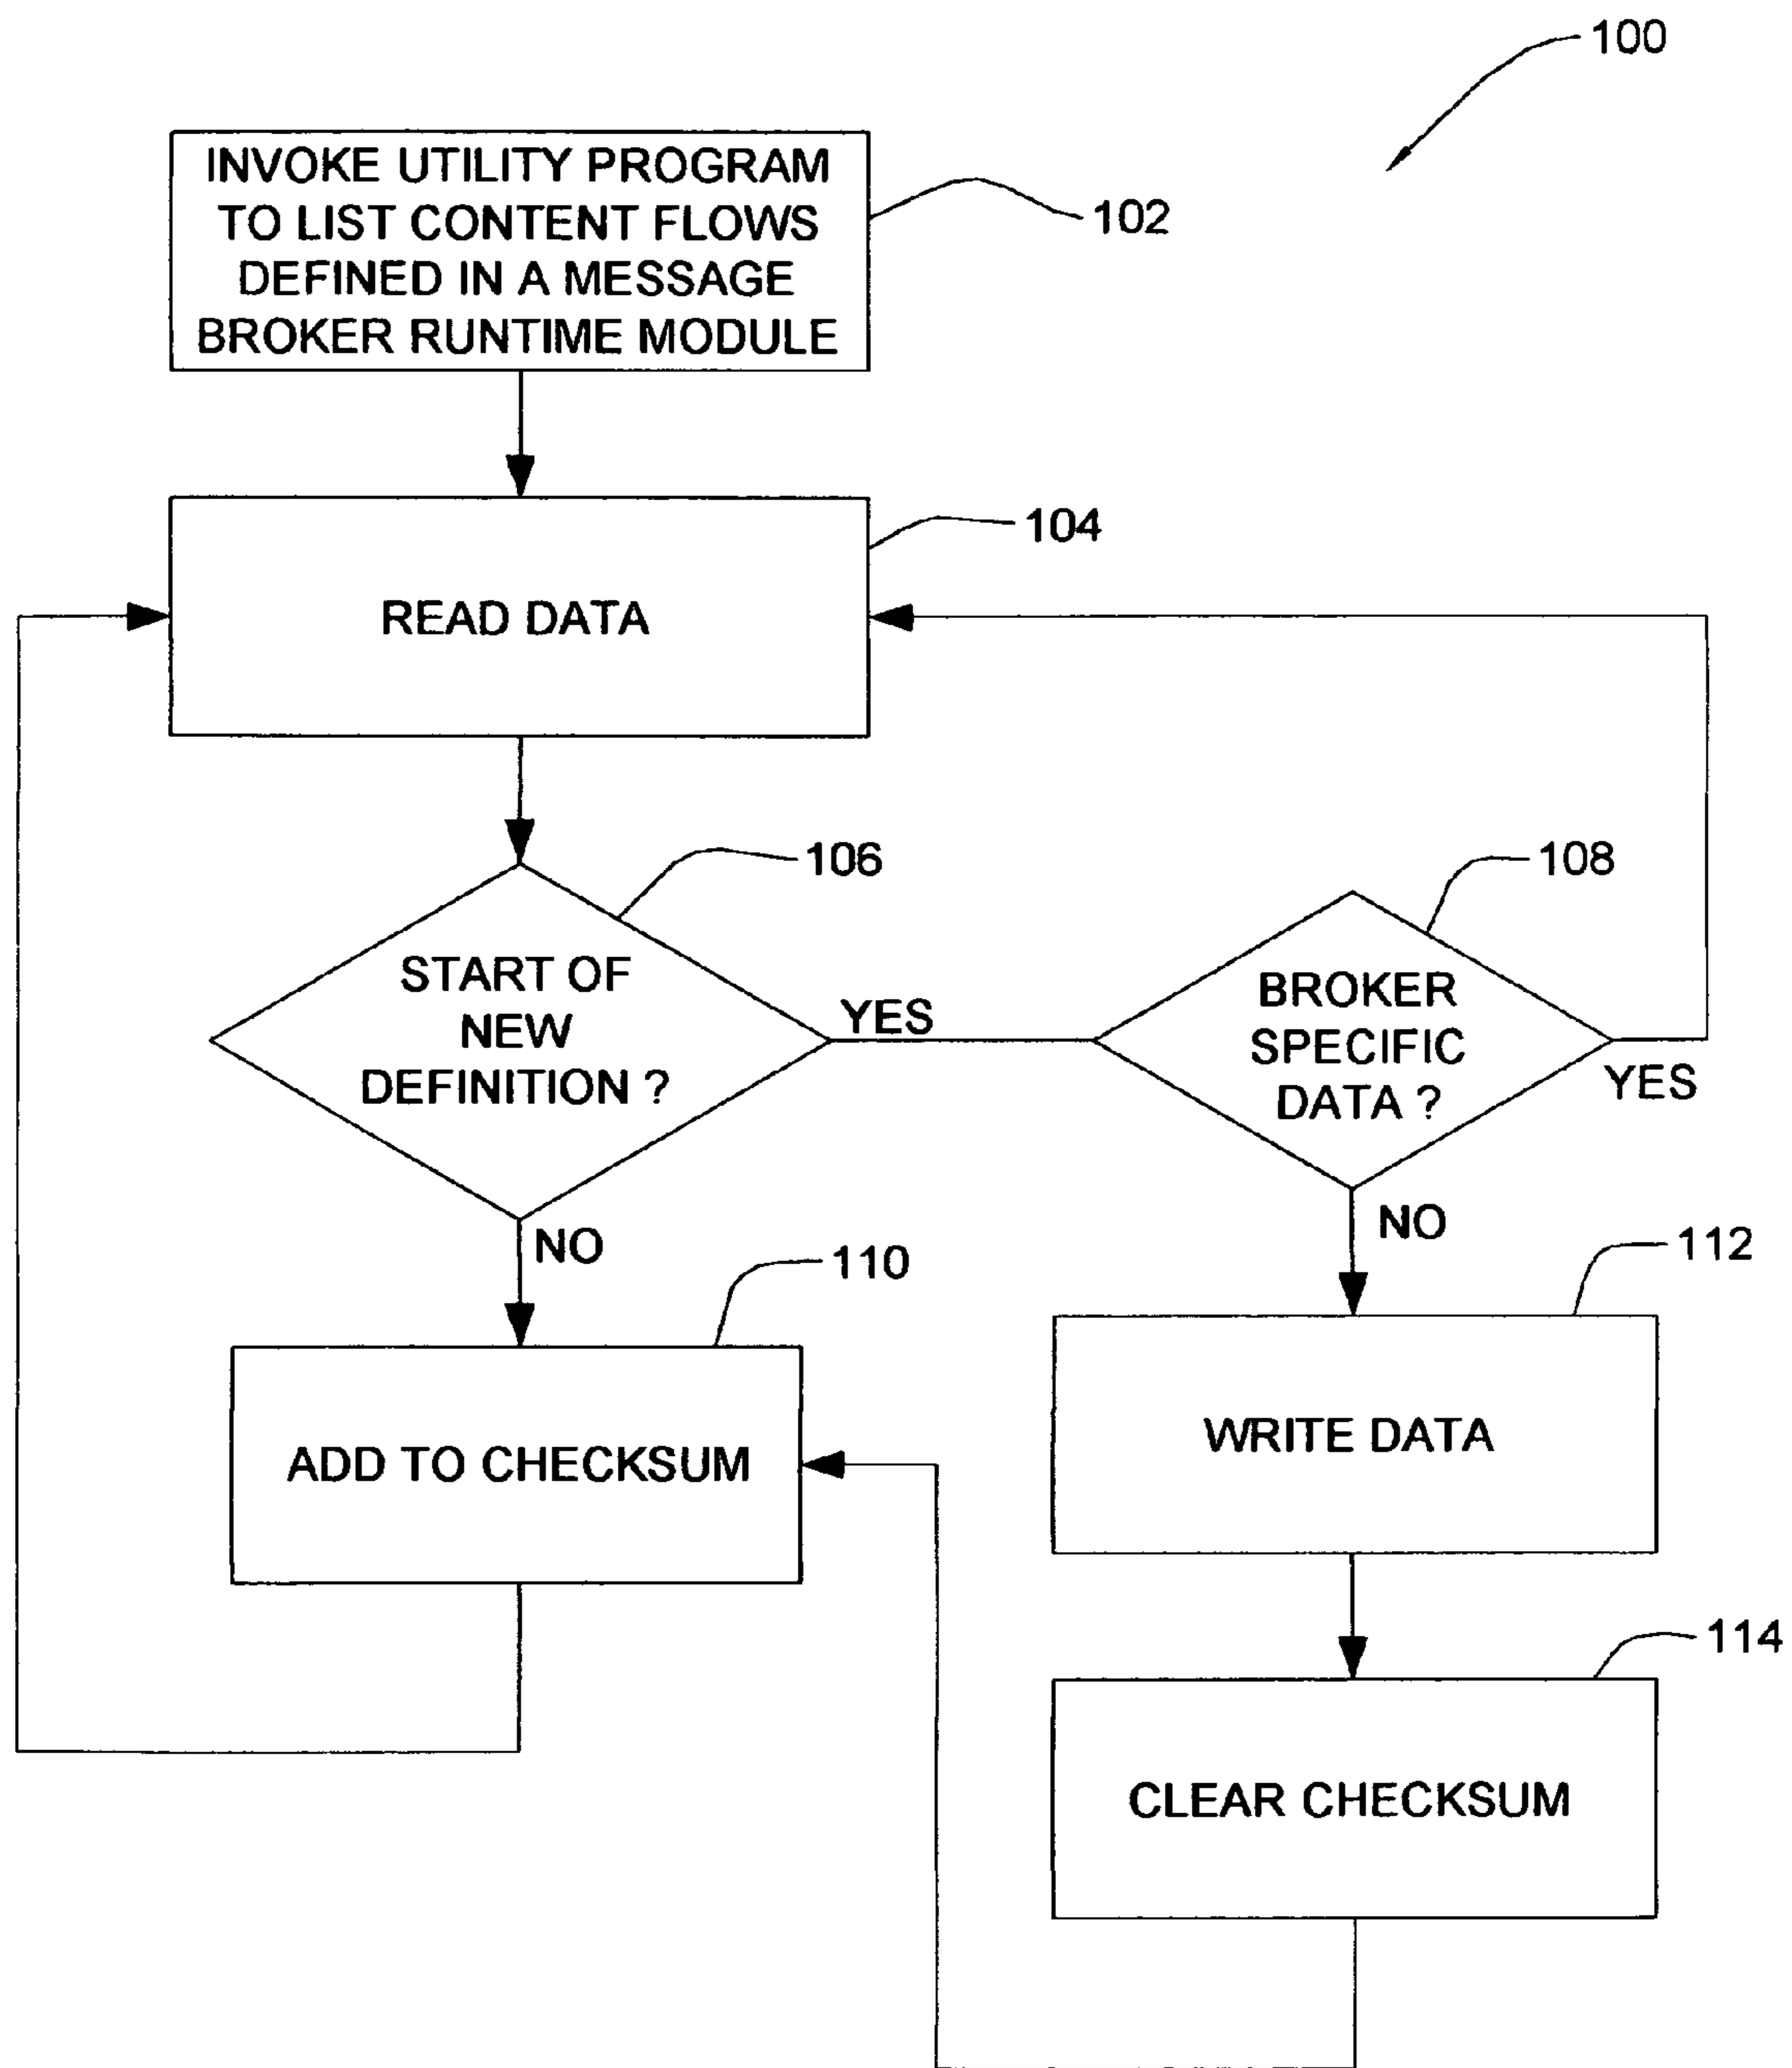 100
INVOKE UTILITY PROGRAM
TO LIST CONTENT FLOWS
DEFINED IN A MESSAGE
BROKER RUNTIME MODULE
102
104
READ DATA
106
108
START OF
NEW
DEFINITION ?
YES
BROKER
SPECIFIC
DATA ?
YES
NO
NO
110
112
ADD TO CHECKSUM
WRITE DATA
114
CLEAR CHECKSUM